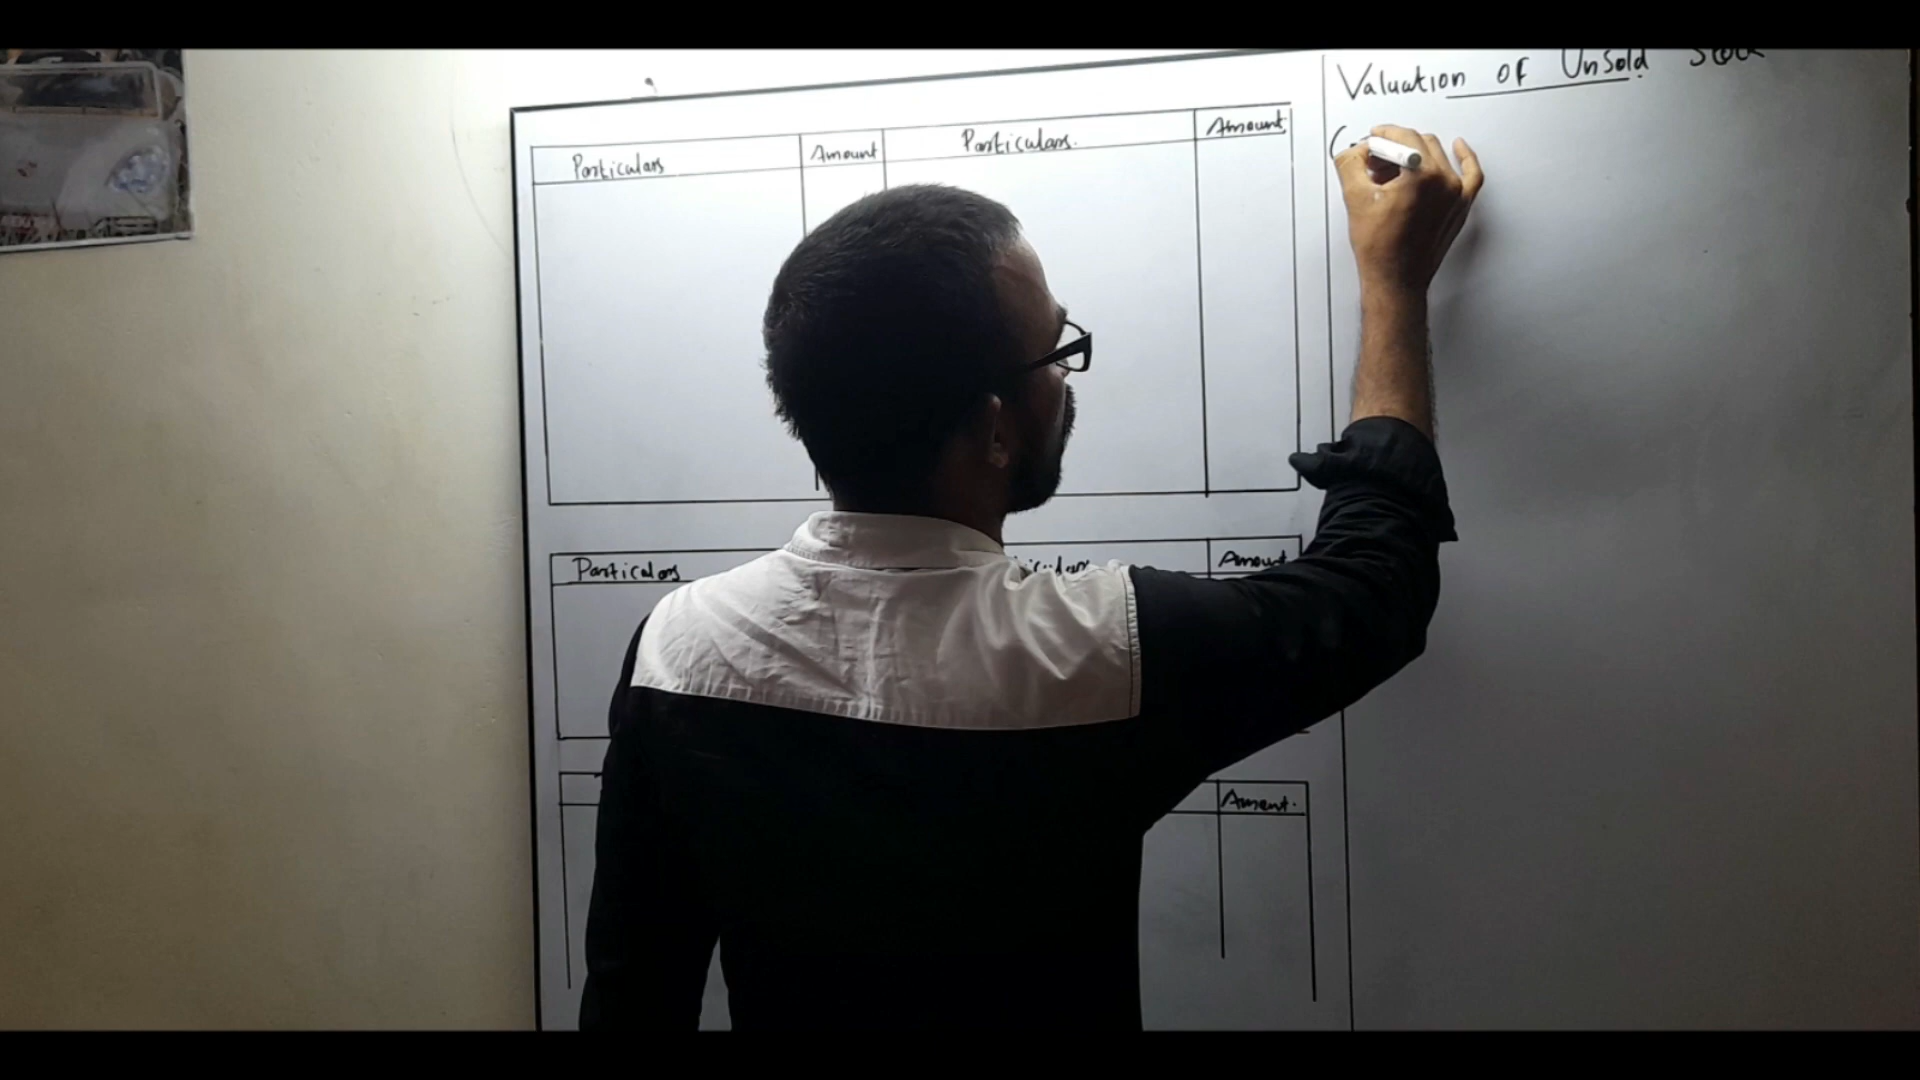 Valuation of Unsold
Particulars Amount Particulars. Amount
Particulars Amount
Amount.